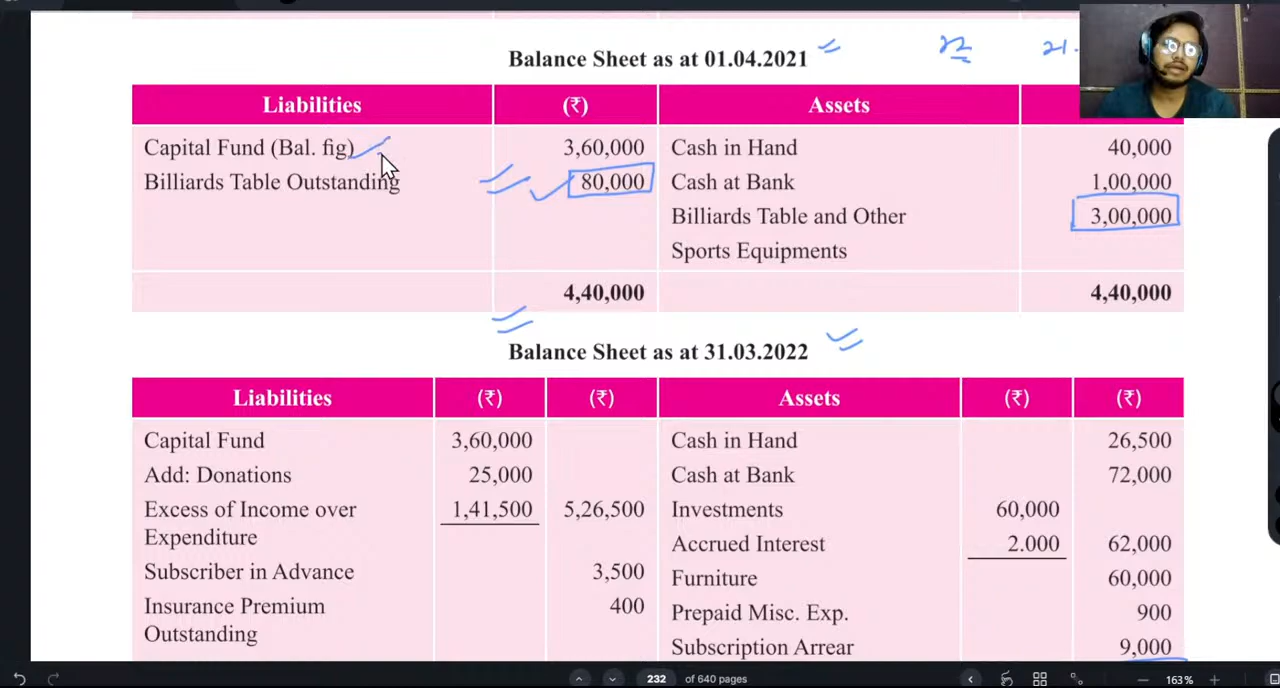 22 21.
Balance Sheet as at 01.04.2021
Liabilities (₹) Assets
Capital Fund (Bal. fig) 3,60,000 Cash in Hand 40,000
Billiards Table Outstanding 80,000 Cash at Bank 1,00,000
Billiards Table and Other 3,00,000
Sports Equipments
4,40,000 4,40,000
Balance Sheet as at 31.03.2022
Liabilities (₹) (₹) Assets (₹) (₹)
Capital Fund 3,60,000 Cash in Hand 26,500
Add: Donations 25,000 Cash at Bank 72,000
Excess of Income over 1,41,500 5,26,500 Investments 60,000
Expenditure Accrued Interest 2.000 62,000
Subscriber in Advance 3,500 Furniture 60,000
Insurance Premium 400 Prepaid Misc. Exp. 900
Outstanding Subscription Arrear 9,000
232 of 640 pages 163%